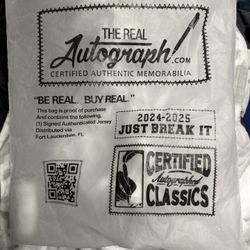 THE REAL
Autograph.COM
CERTIFIED AUTHENTIC MEMORABILIA
"BE REAL... BUY REAL"
This bag is proof of purchase
And contains the following,
(1) Signed Authenticated Jersey
Distributed via
Fort Lauderdale, FL
2024-2025
JUST BREAK IT
CERTIFIED
Autographed
CLASSICS